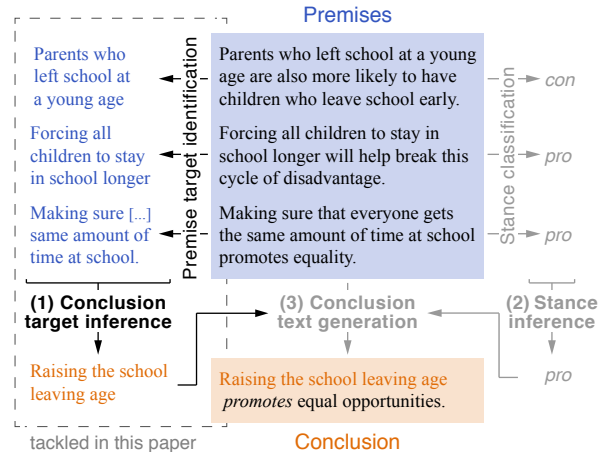 Premises
Parents who
left school at
a young age
Premise target identification
Parents who left school at a young
age are also more likely to have
children who leave school early.
Stance classification
con
Forcing all
children to stay
in school longer
Forcing all children to stay in
school longer will help break this
cycle of disadvantage.
pro
Making sure [...]
same amount of
time at school.
Making sure that everyone gets
the same amount of time at school
promotes equality.
pro
(1) Conclusion
target inference
(3) Conclusion
text generation
(2) Stance
inference
Raising the school
leaving age
Raising the school leaving age
promotes equal opportunities.
pro
tackled in this paper
Conclusion